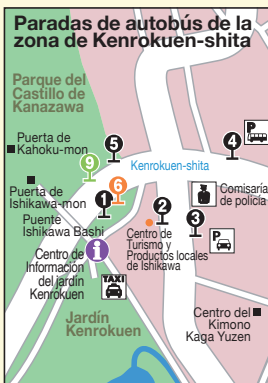 Paradas de autobús de la
zona de Kenrokuen-shita
Parque del
Castillo de
Kanazawa
Puerta de
Kahoku-mon
5
9
Kenrokuen-shita
4
P
Puerta de
Ishikawa-mon
6
1
2
3
Comisaría
de policía
Puente
Ishikawa Bashi
Centro de
Turismo y
Productos locales
de Ishikawa
P
Centro de
Información
del jardín
Kenrokuen
i
TAXI
Jardín
Kenrokuen
Centro del
Kimono
Kaga Yuzen